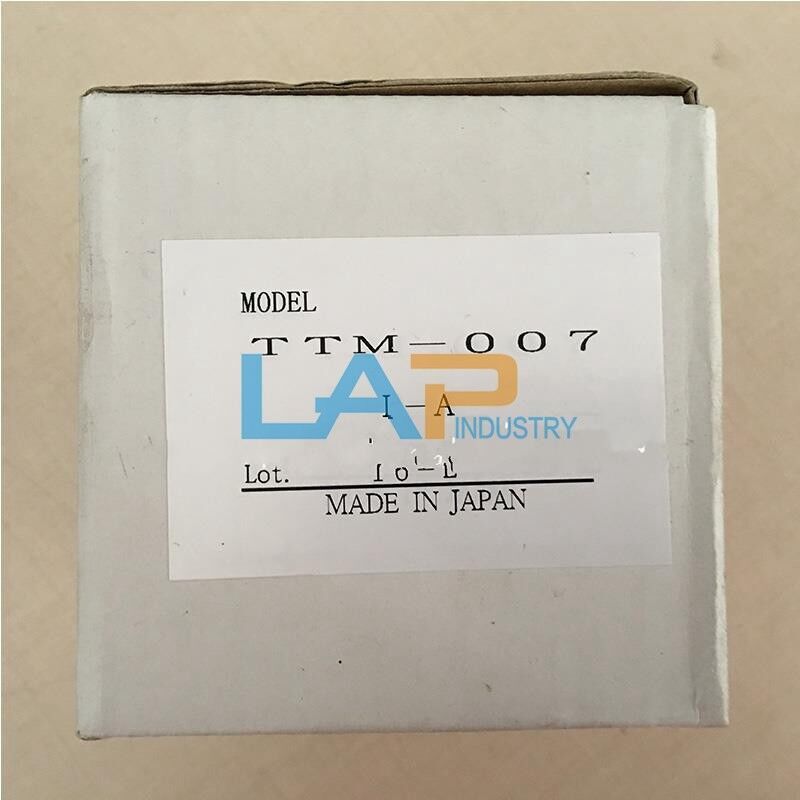 MODEL
TTM-007
I-A
LAP
INDUSTRY
Lot.
MADE IN JAPAN